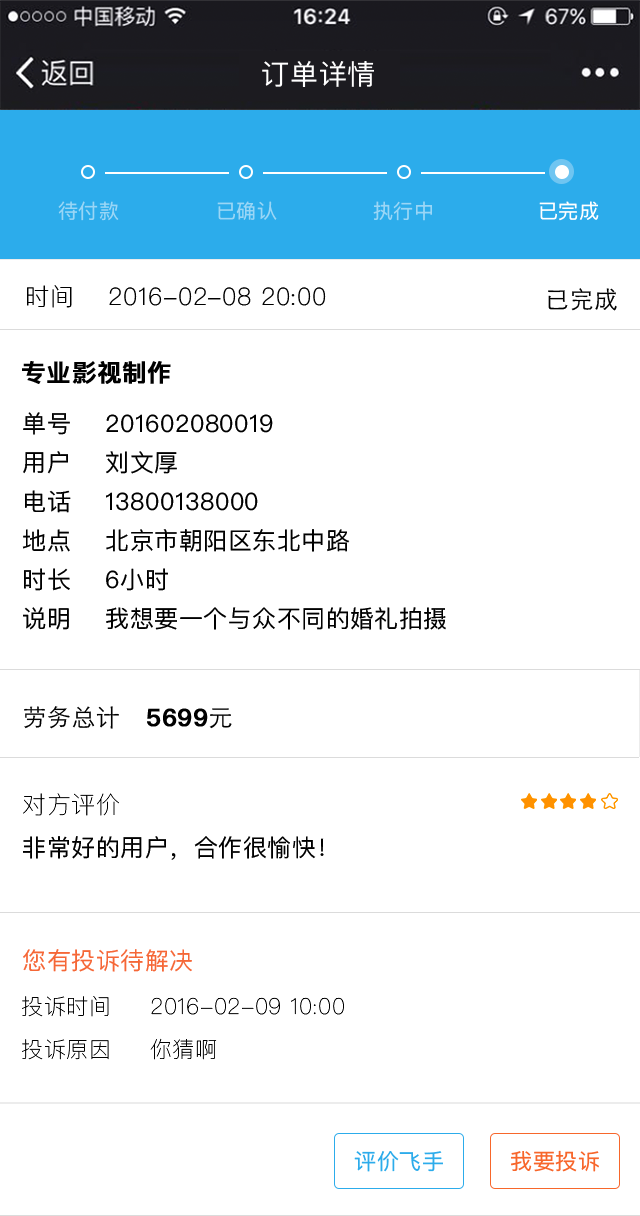 中国移动 16:24 67%
返回 订单详情
待付款 已确认 执行中 已完成
时间 2016-02-08 20:00 已完成
专业影视制作
单号 201602080019
用户 刘文厚
电话 13800138000
地点 北京市朝阳区东北中路
时长 6小时
说明 我想要一个与众不同的婚礼拍摄
劳务总计 5699元
对方评价
非常好的用户，合作很愉快！
您有投诉待解决
投诉时间 2016-02-09 10:00
投诉原因 你猜啊
评价飞手 我要投诉